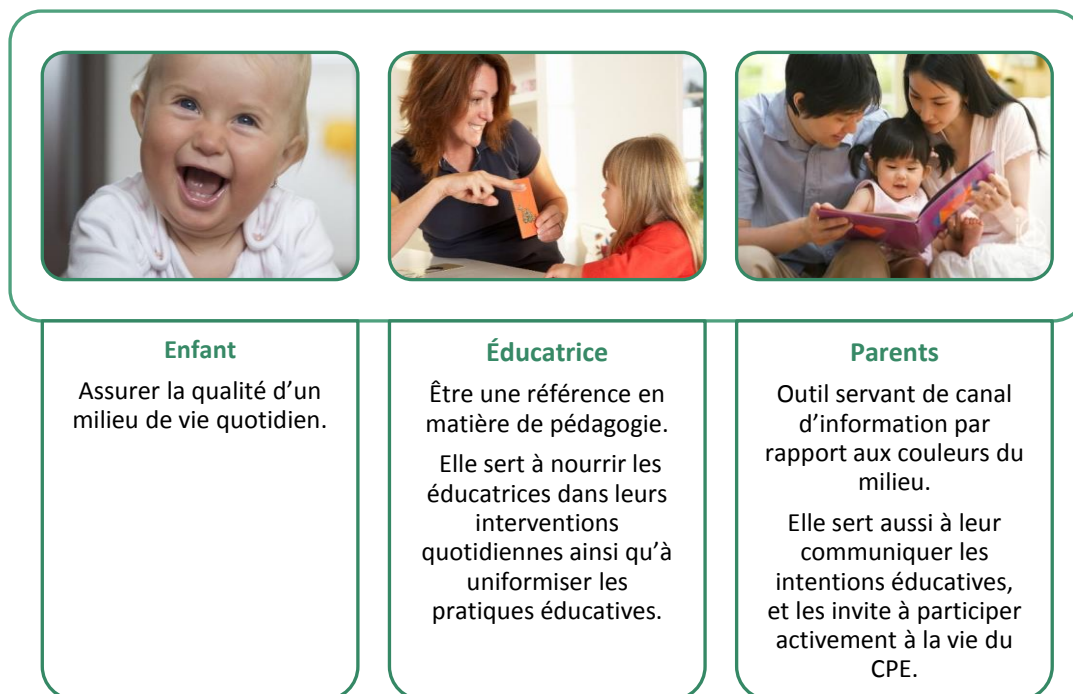 Enfant
Assurer la qualité d’un
milieu de vie quotidien.
Éducatrice
Être une référence en
matière de pédagogie.
Elle sert à nourrir les
éducatrices dans leurs
interventions
quotidiennes ainsi qu’à
uniformiser les
pratiques éducatives.
Parents
Outil servant de canal
d’information par
rapport aux couleurs du
milieu.
Elle sert aussi à leur
communiquer les
intentions éducatives,
et les invite à participer
activement à la vie du
CPE.